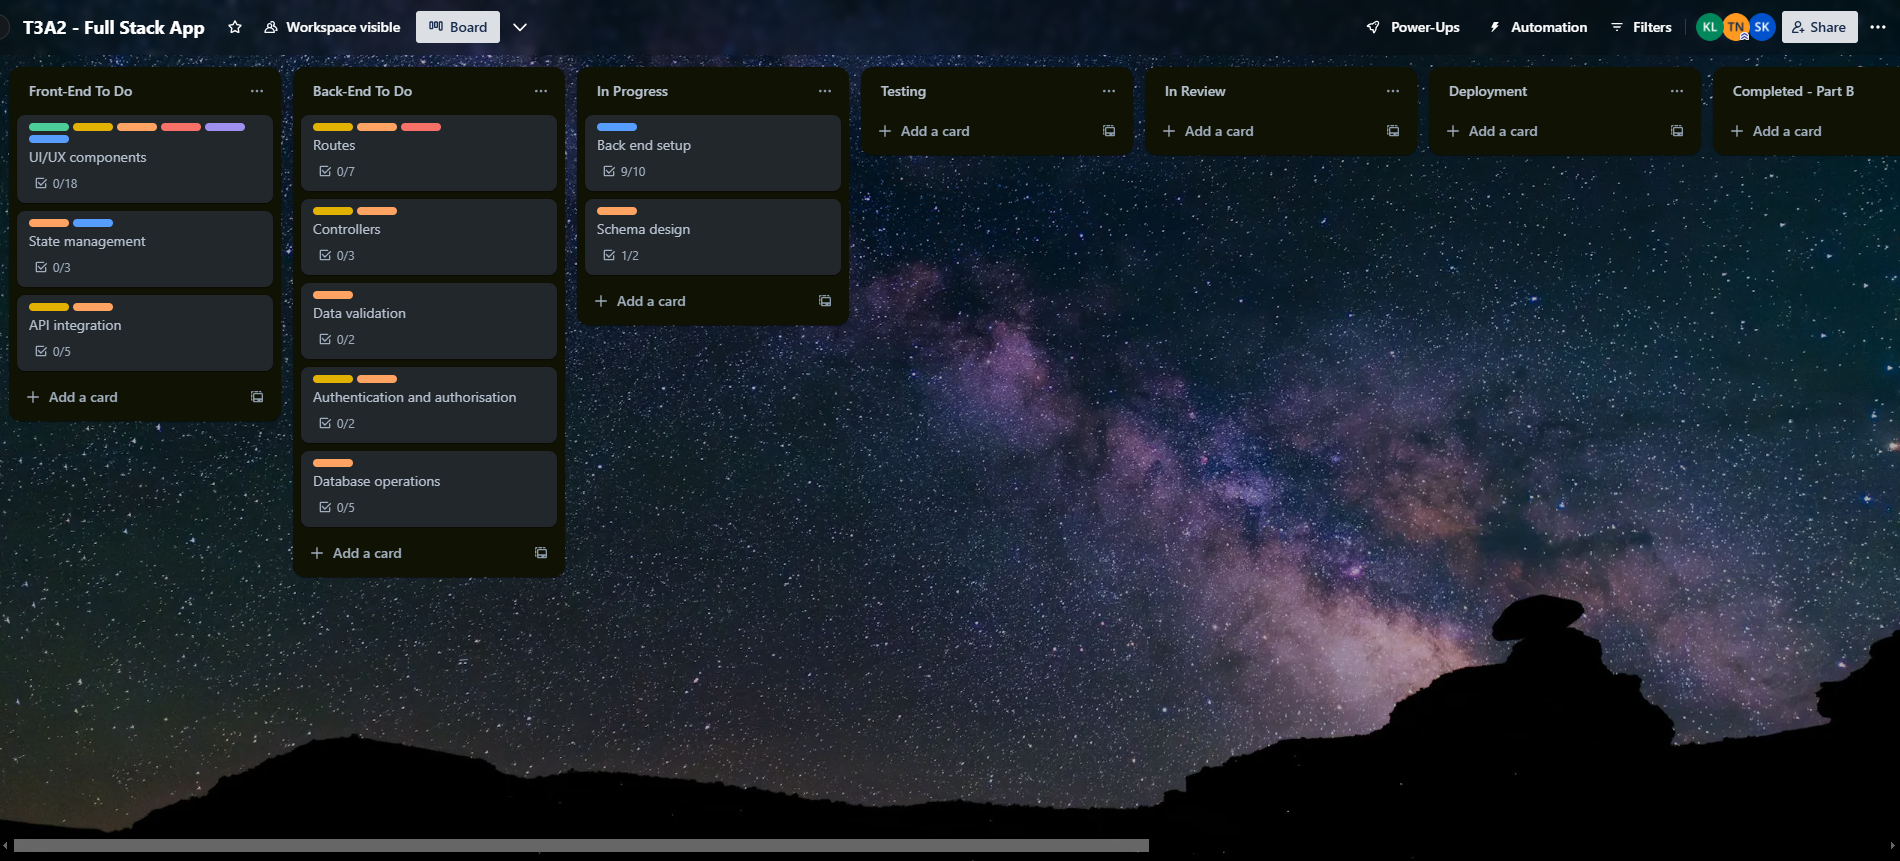 T3A2 - Full Stack App
Workspace visible
Board
Power-Ups
Automation
Filters
KL
TN
SK
Share
Front-End To Do
UI/UX components
0/18
State management
0/3
API integration
0/5
Add a card
Back-End To Do
Routes
0/7
Controllers
0/3
Data validation
0/2
Authentication and authorisation
0/2
Database operations
0/5
Add a card
In Progress
Back end setup
9/10
Schema design
1/2
Add a card
Testing
Add a card
In Review
Add a card
Deployment
Add a card
Completed - Part B
Add a card